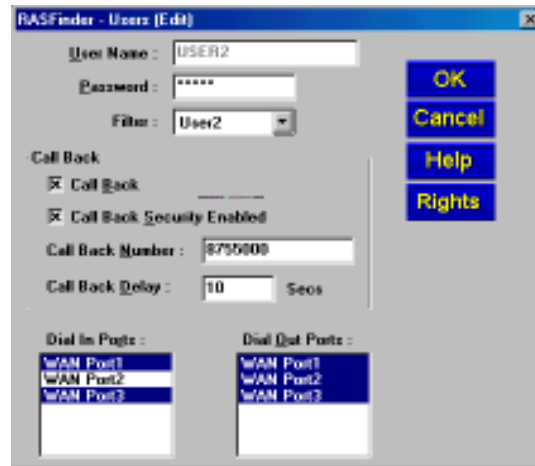 RASFinder - Users (Edit)
User Name : USER2
Password : *****
Filter : User2
OK
Cancel
Help
Rights
Call Back
Call Back
Call Back Security Enabled
Call Back Number : 8755000
Call Back Delay : 10 Secs
Dial In Ports :
WAN Port1
WAN Port2
WAN Port3
Dial Out Ports :
WAN Port1
WAN Port2
WAN Port3